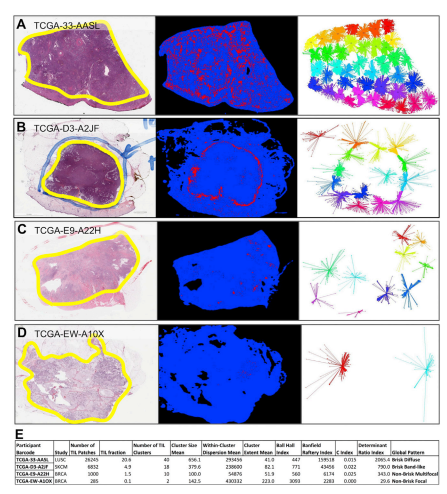 A TCGA-33-AASL
B TCGA-D3-A2JF
C TCGA-E9-A22H
D TCGA-EW-A10X
E
Participant Barcode Study Number of TIL Patches TIL fraction Number of TIL Clusters Cluster Size Mean Within-Cluster Dispersion Mean Cluster Extent Mean Ball Hall Index Banfield Raftery Index C Index Determinant Ratio Index Global Pattern
TCGA-33-AASL LUSC 26245 20.6 40 656.1 293456 41.0 447 159518 0.015 2065.4 Brisk Diffuse
TCGA-D3-A2JF SKCM 6832 4.9 18 379.6 238600 82.1 771 43456 0.022 790.0 Brisk Band-like
TCGA-E9-A22H BRCA 1000 1.5 10 100.0 54876 51.9 560 6174 0.025 343.0 Non-Brisk Multifocal
TCGA-EW-A10X BRCA 285 0.1 2 142.5 430332 223.0 3093 2283 0.000 29.6 Non-Brisk Focal